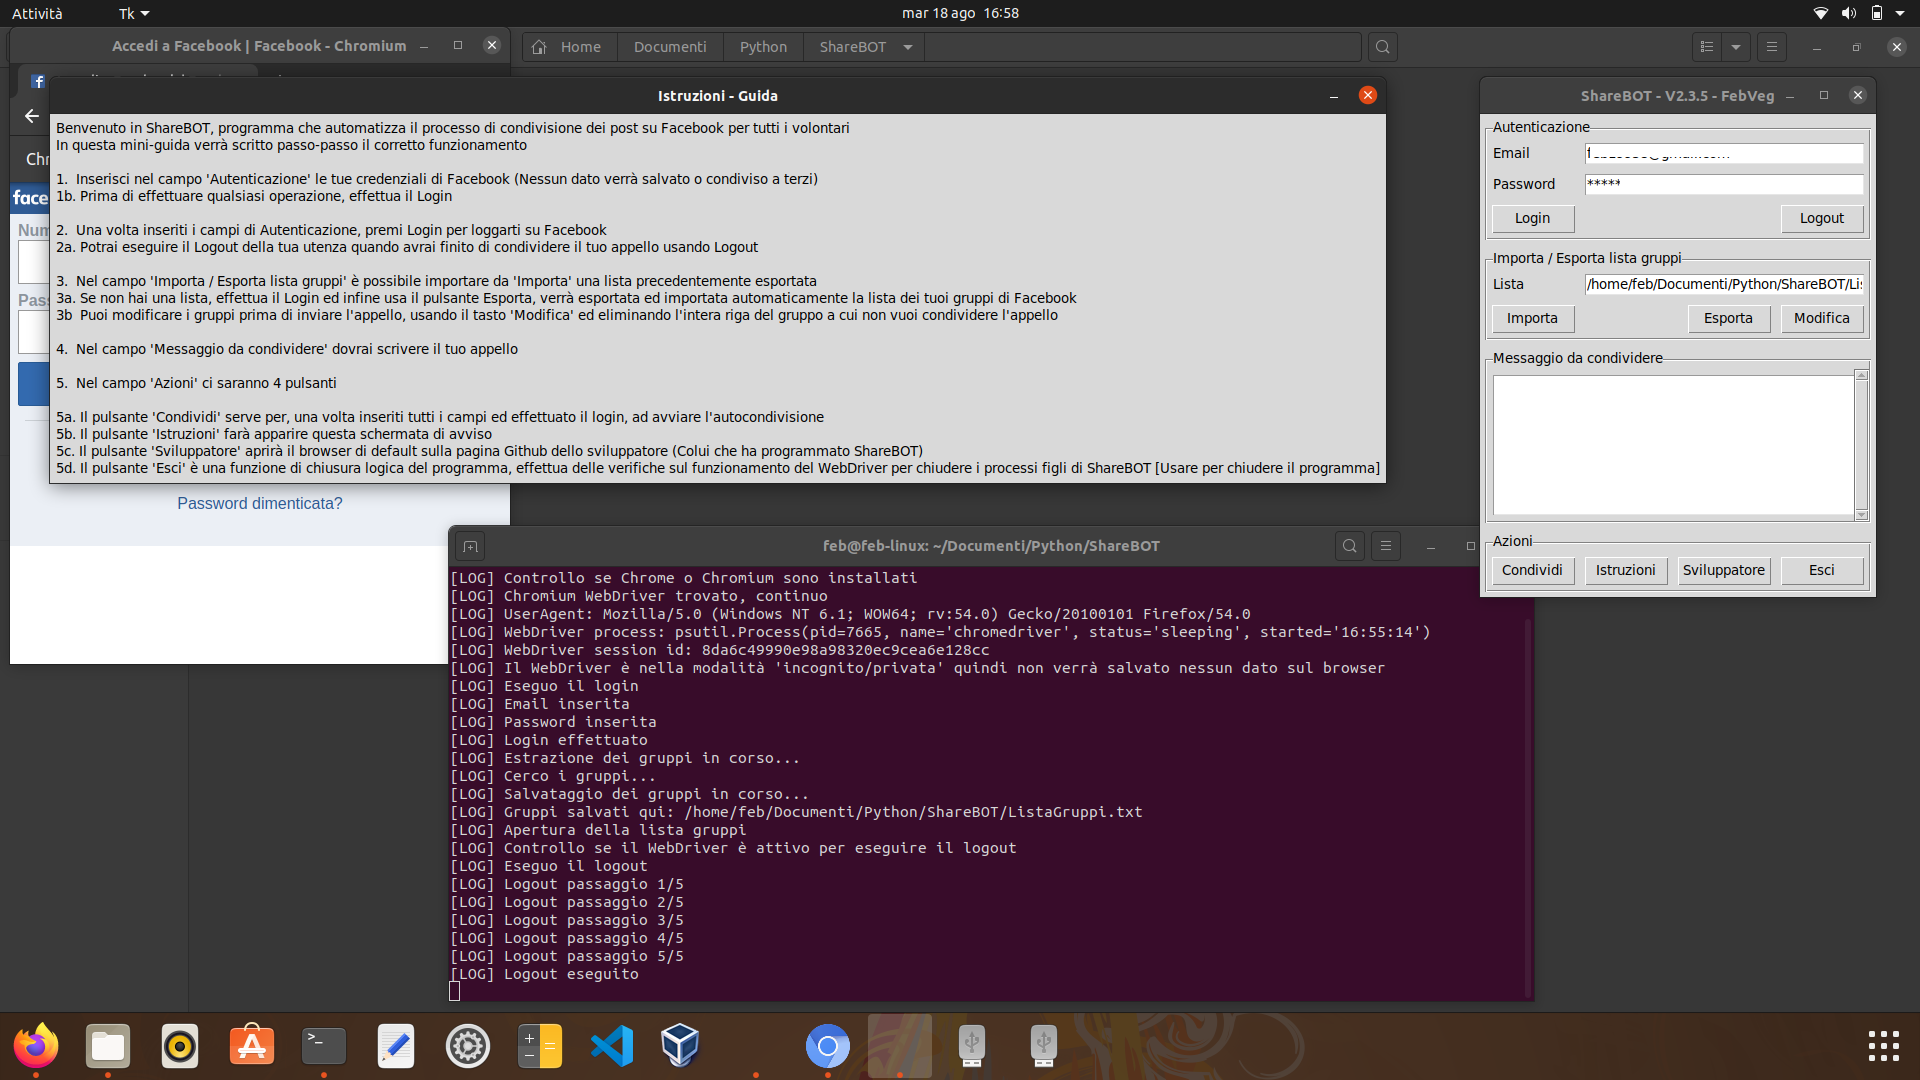 Attività
Tk
mar 18 ago 16:58
Accedi a Facebook | Facebook - Chromium
Home
Documenti
Python
ShareBOT
Istruzioni - Guida
Benvenuto in ShareBOT, programma che automatizza il processo di condivisione dei post su Facebook per tutti i volontari
In questa mini-guida verrà scritto passo-passo il corretto funzionamento
1. Inserisci nel campo 'Autenticazione' le tue credenziali di Facebook (Nessun dato verrà salvato o condiviso a terzi)
1b. Prima di effettuare qualsiasi operazione, effettua il Login
2. Una volta inseriti i campi di Autenticazione, premi Login per loggarti su Facebook
2a. Potrai eseguire il Logout della tua utenza quando avrai finito di condividere il tuo appello usando Logout
3. Nel campo 'Importa / Esporta lista gruppi' è possibile importare da 'Importa' una lista precedentemente esportata
3a. Se non hai una lista, effettua il Login ed infine usa il pulsante Esporta, verrà esportata ed importata automaticamente la lista dei tuoi gruppi di Facebook
3b Puoi modificare i gruppi prima di inviare l'appello, usando il tasto 'Modifica' ed eliminando l'intera riga del gruppo a cui non vuoi condividere l'appello
4. Nel campo 'Messaggio da condividere' dovrai scrivere il tuo appello
5. Nel campo 'Azioni' ci saranno 4 pulsanti
5a. Il pulsante 'Condividi' serve per, una volta inseriti tutti i campi ed effettuato il login, ad avviare l'autocondivisione
5b. Il pulsante 'Istruzioni' farà apparire questa schermata di avviso
5c. Il pulsante 'Sviluppatore' aprirà il browser di default sulla pagina Github dello sviluppatore (Colui che ha programmato ShareBOT)
5d. Il pulsante 'Esci' è una funzione di chiusura logica del programma, effettua delle verifiche sul funzionamento del WebDriver per chiudere i processi figli di ShareBOT [Usare per chiudere il programma]
Chr
face
Num
Pass
Password dimenticata?
ShareBOT - V2.3.5 - FebVeg
Autenticazione
Email
Password *****
Login
Logout
Importa / Esporta lista gruppi
Lista /home/feb/Documenti/Python/ShareBOT/Lis
Importa
Esporta
Modifica
Messaggio da condividere
Azioni
Condividi
Istruzioni
Sviluppatore
Esci
feb@feb-linux: ~/Documenti/Python/ShareBOT
[LOG] Controllo se Chrome o Chromium sono installati
[LOG] Chromium WebDriver trovato, continuo
[LOG] UserAgent: Mozilla/5.0 (Windows NT 6.1; WOW64; rv:54.0) Gecko/20100101 Firefox/54.0
[LOG] WebDriver process: psutil.Process(pid=7665, name='chromedriver', status='sleeping', started='16:55:14')
[LOG] WebDriver session id: 8da6c49990e98a98320ec9cea6e128cc
[LOG] Il WebDriver è nella modalità 'incognito/privata' quindi non verrà salvato nessun dato sul browser
[LOG] Eseguo il login
[LOG] Email inserita
[LOG] Password inserita
[LOG] Login effettuato
[LOG] Estrazione dei gruppi in corso...
[LOG] Cerco i gruppi...
[LOG] Salvataggio dei gruppi in corso...
[LOG] Gruppi salvati qui: /home/feb/Documenti/Python/ShareBOT/ListaGruppi.txt
[LOG] Apertura della lista gruppi
[LOG] Controllo se il WebDriver è attivo per eseguire il logout
[LOG] Eseguo il logout
[LOG] Logout passaggio 1/5
[LOG] Logout passaggio 2/5
[LOG] Logout passaggio 3/5
[LOG] Logout passaggio 4/5
[LOG] Logout passaggio 5/5
[LOG] Logout eseguito